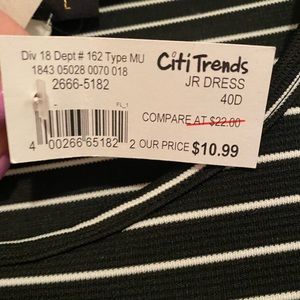 L
Div 18 Dept # 162 Type MU
1843 05028 0070 018
2666-5182
Citi Trends
JR DRESS
40D
COMPARE AT $22.00
4 00266 65182 2
OUR PRICE $10.99